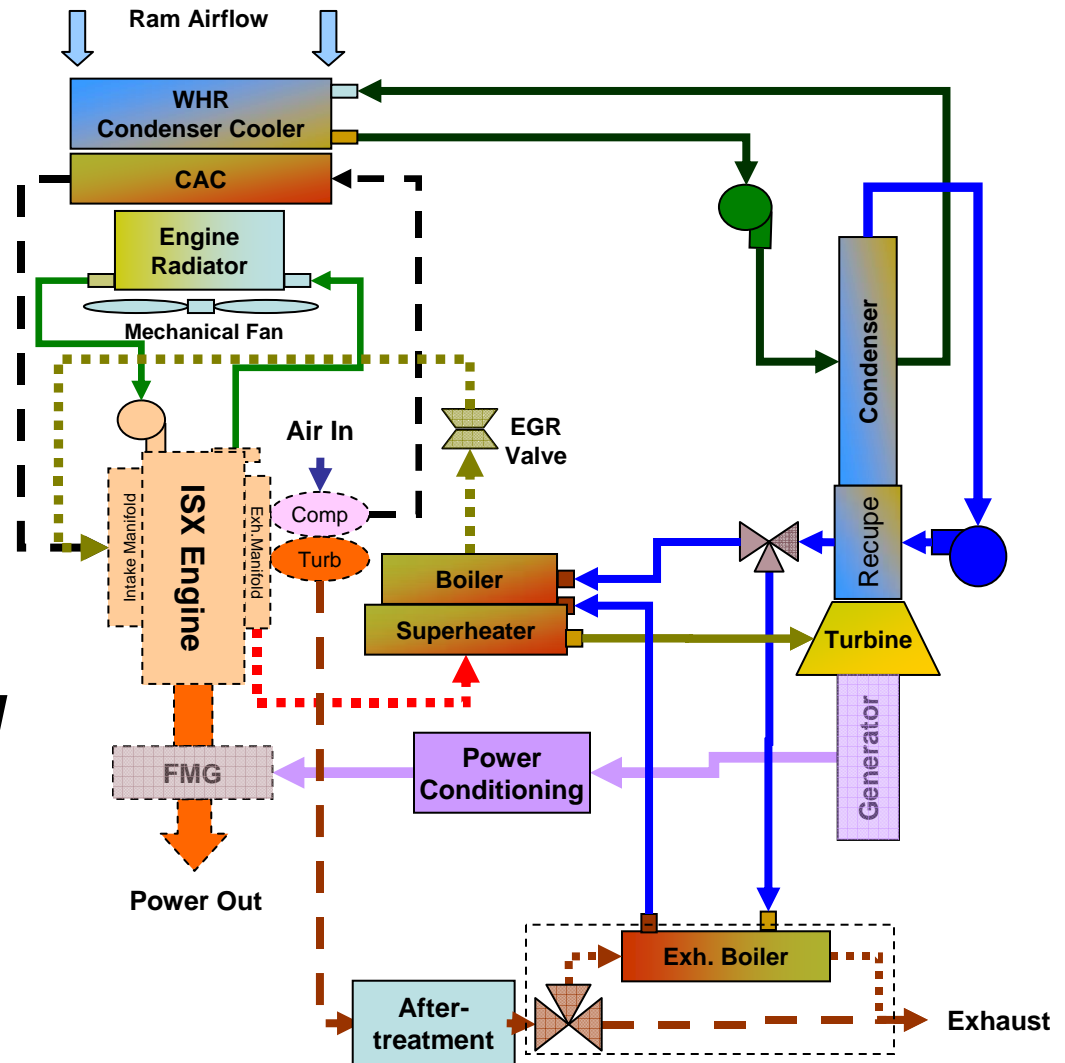 Ram Airflow
WHR
Condenser Cooler
CAC
Engine
Radiator
Mechanical Fan
Air In
EGR
Valve
Condenser
Intake Manifold
ISX Engine
Exh.Manifold
Comp
Turb
Boiler
Superheater
Recupe
Turbine
Generator
FMG
Power
Conditioning
Power Out
Exh. Boiler
After-
treatment
Exhaust